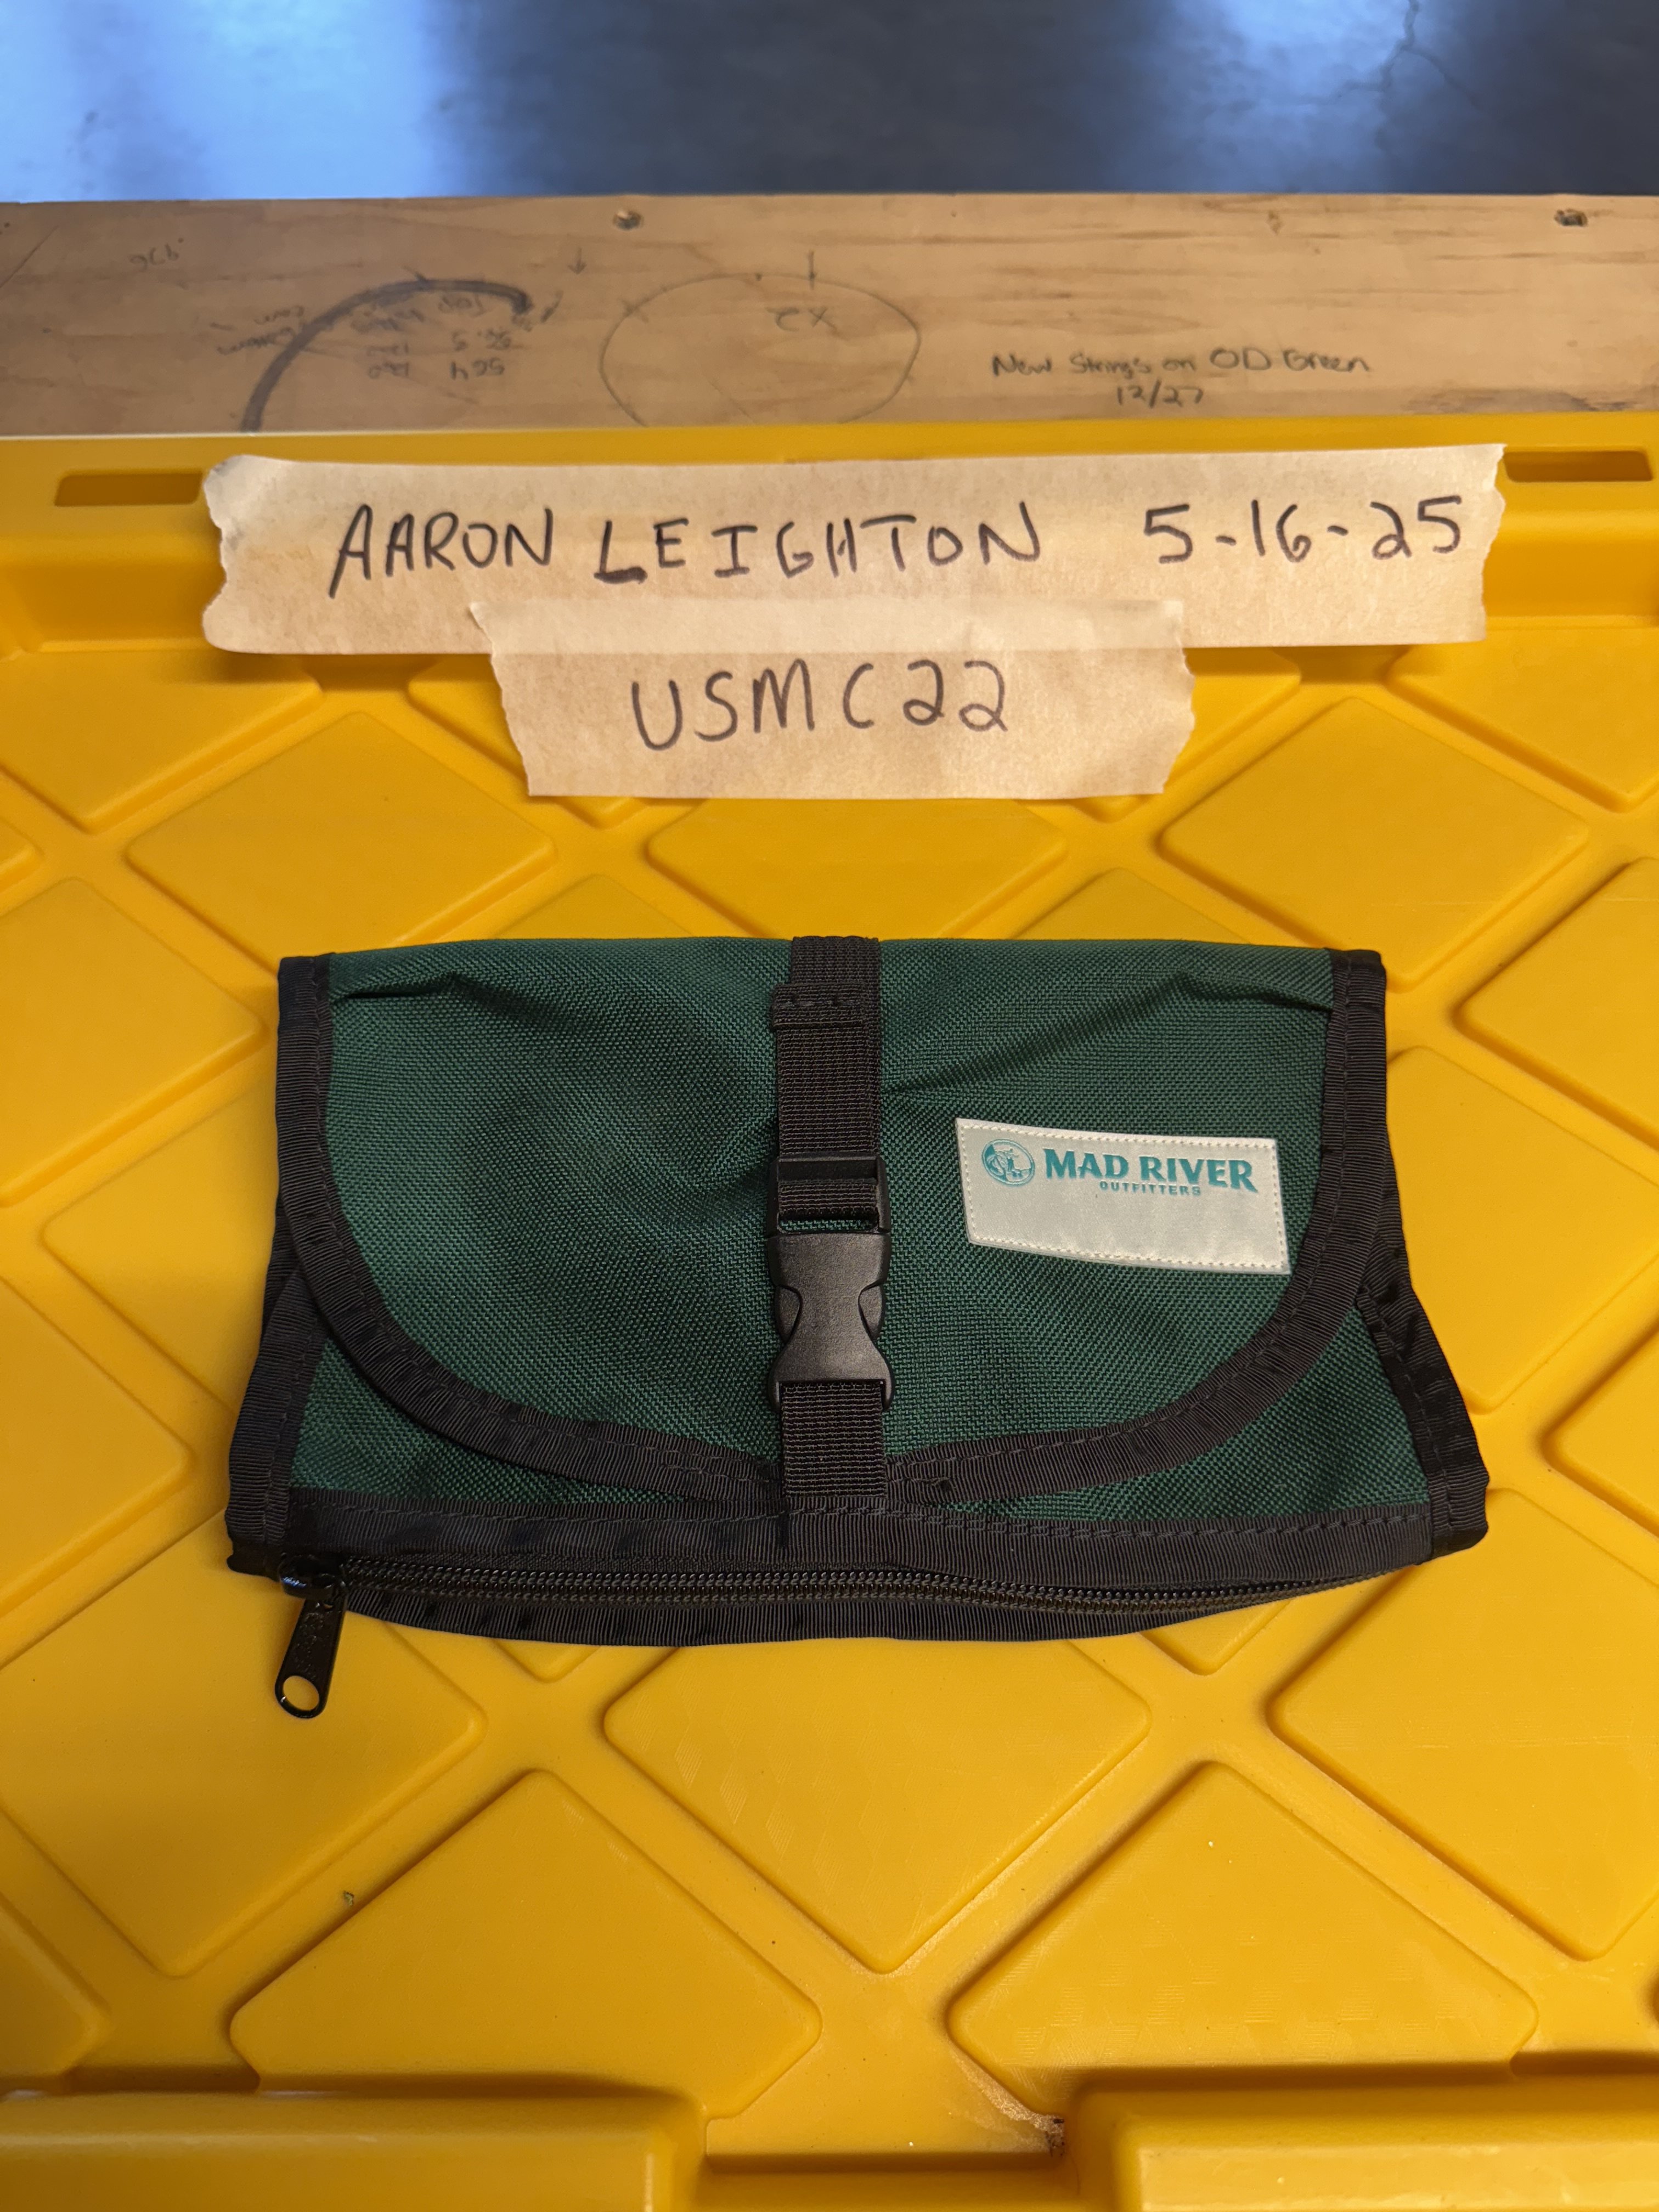 New Strings on OD Green
12/27
AARON LEIGHTON 5-16-25
USMC22
MAD RIVER
OUTFITTERS